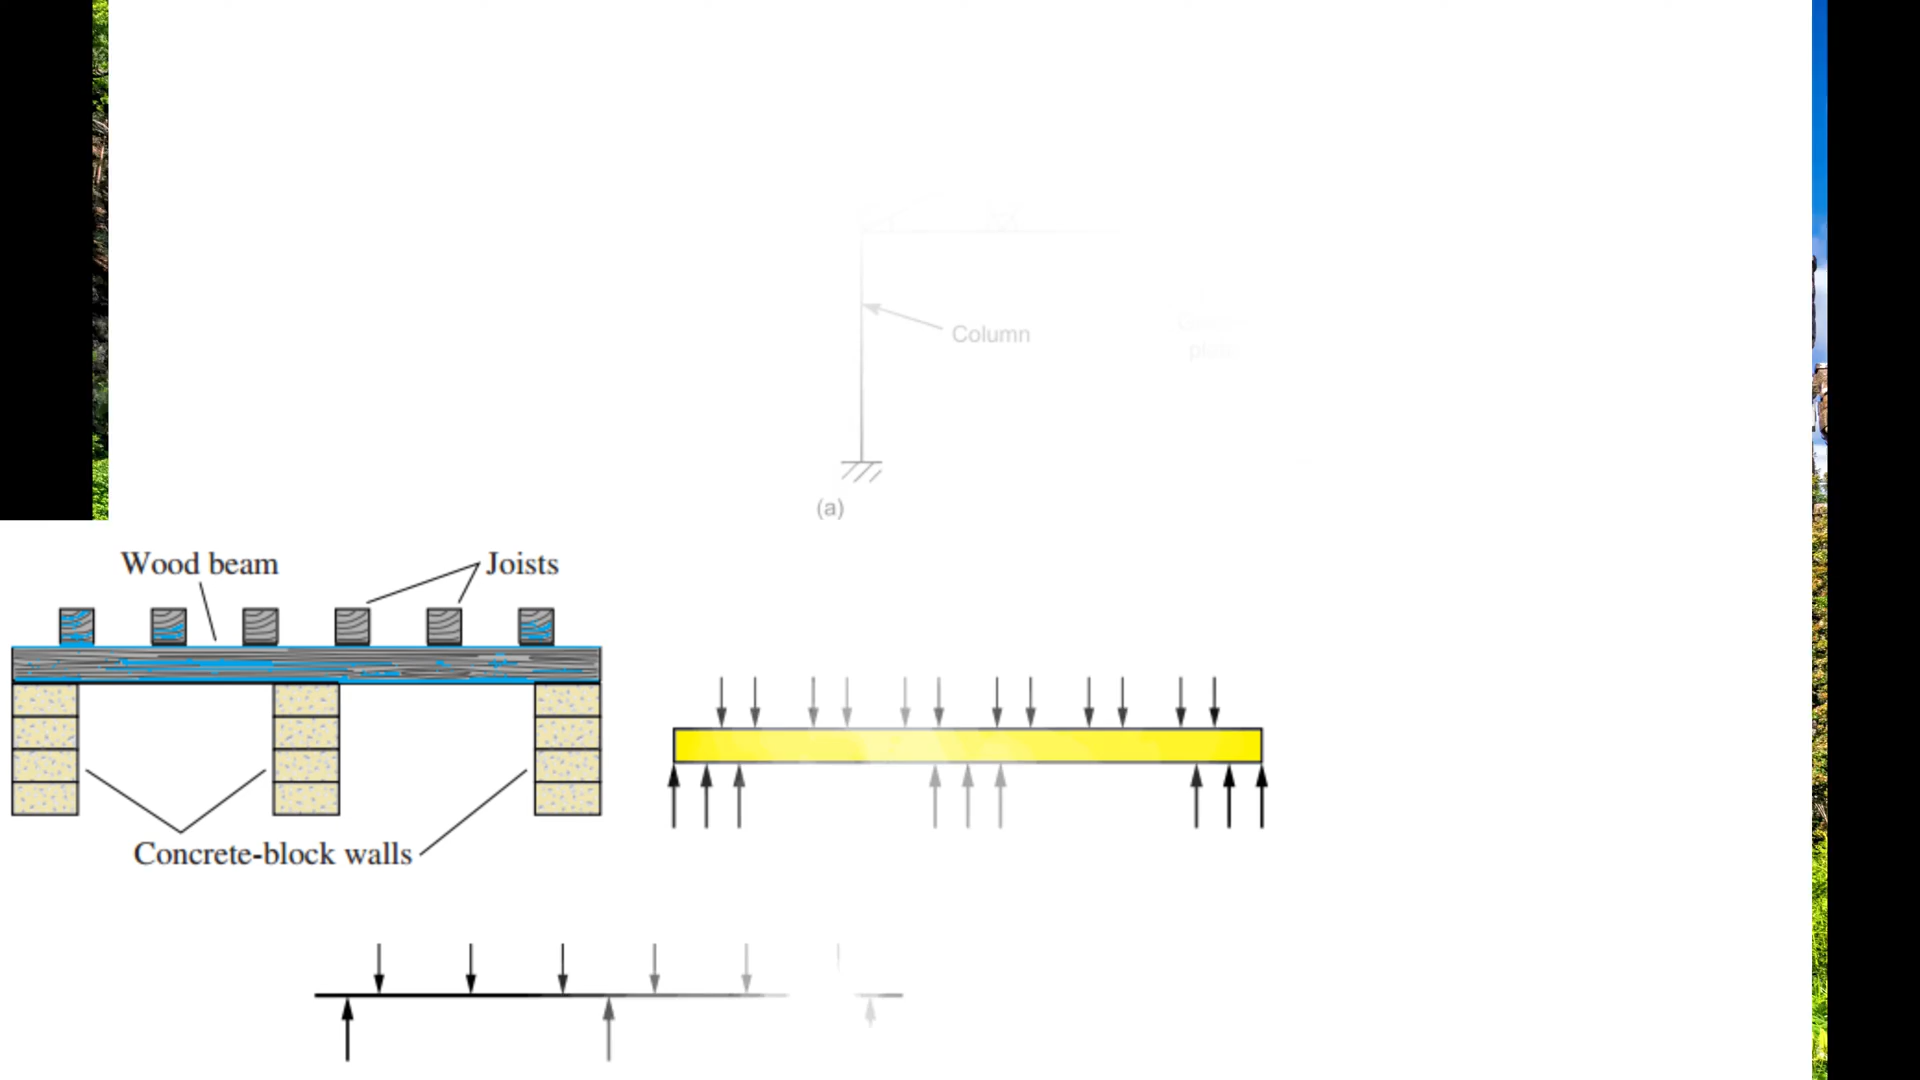 Column
(a)
Wood beam
Joists
Concrete-block walls